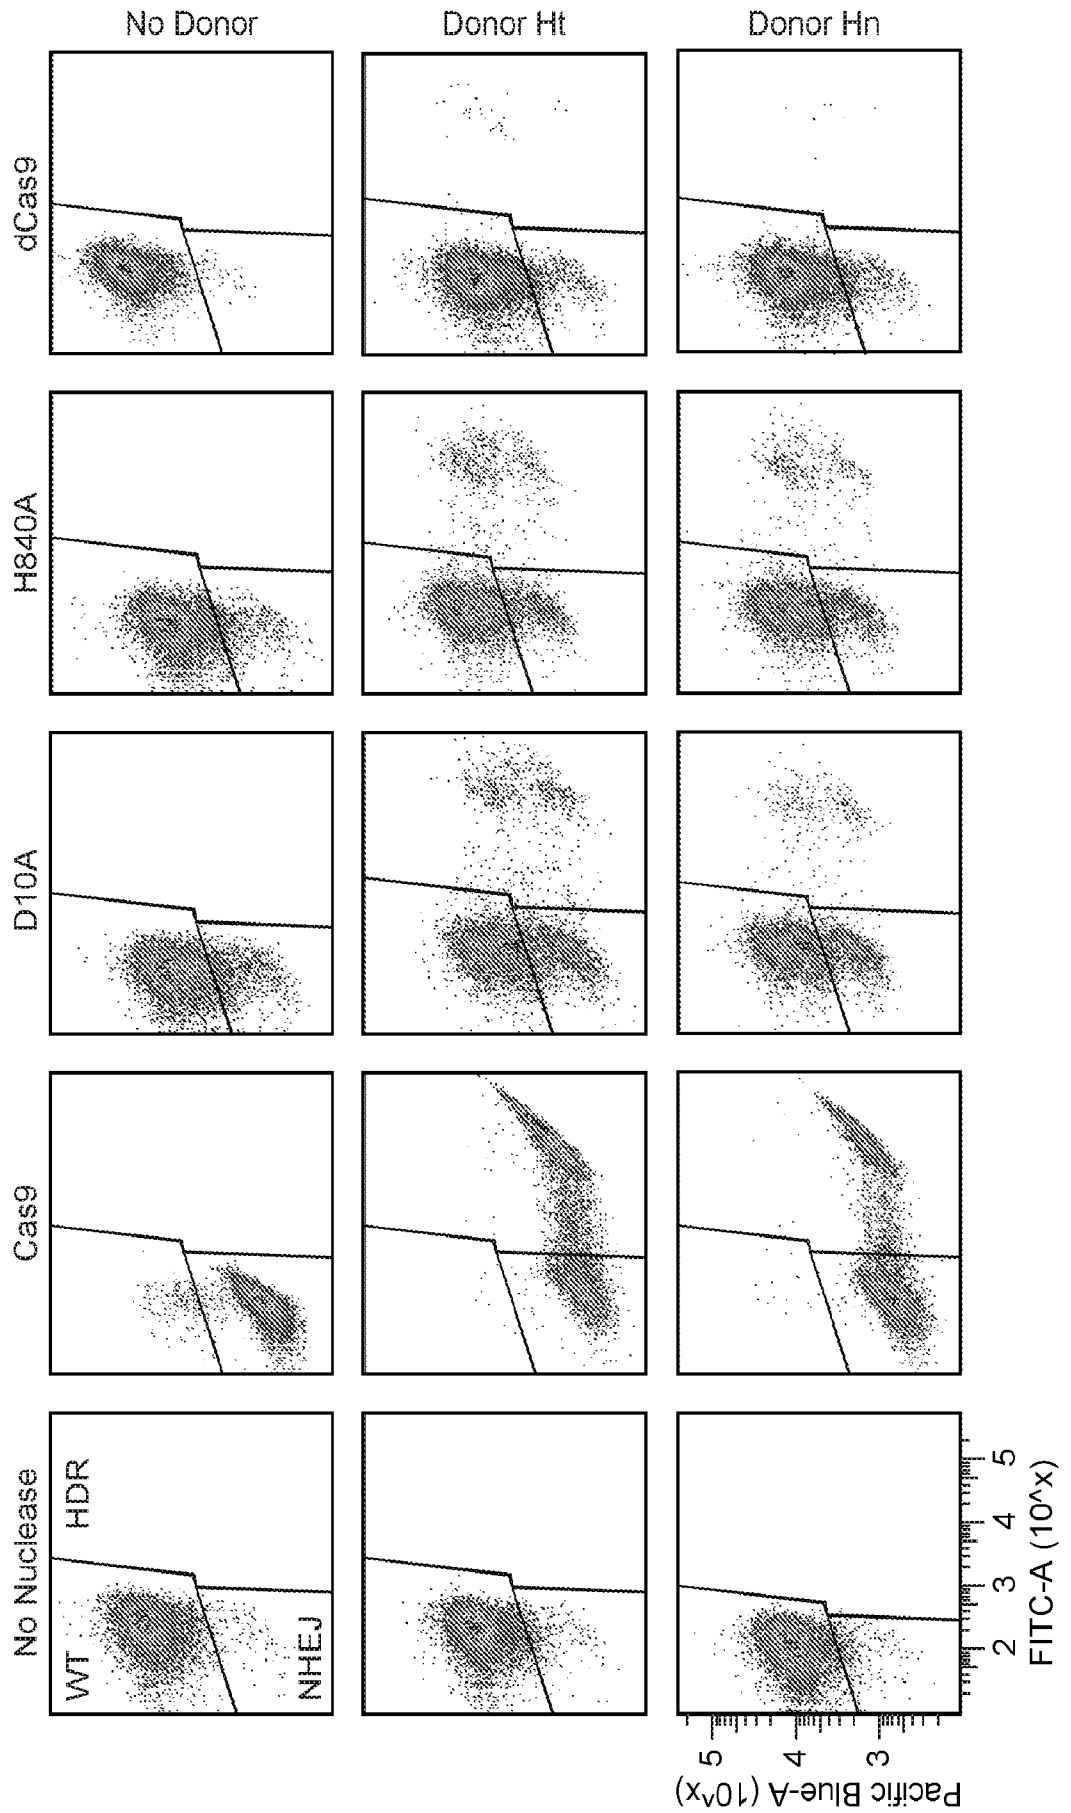 No Donor
Donor Ht
Donor Hn
dCas9
H840A
D10A
Cas9
No Nuclease
WT
HDR
NHEJ
5
4
3
2
FITC-A (10^x)
5
4
3
Pacific Blue-A (10^x)